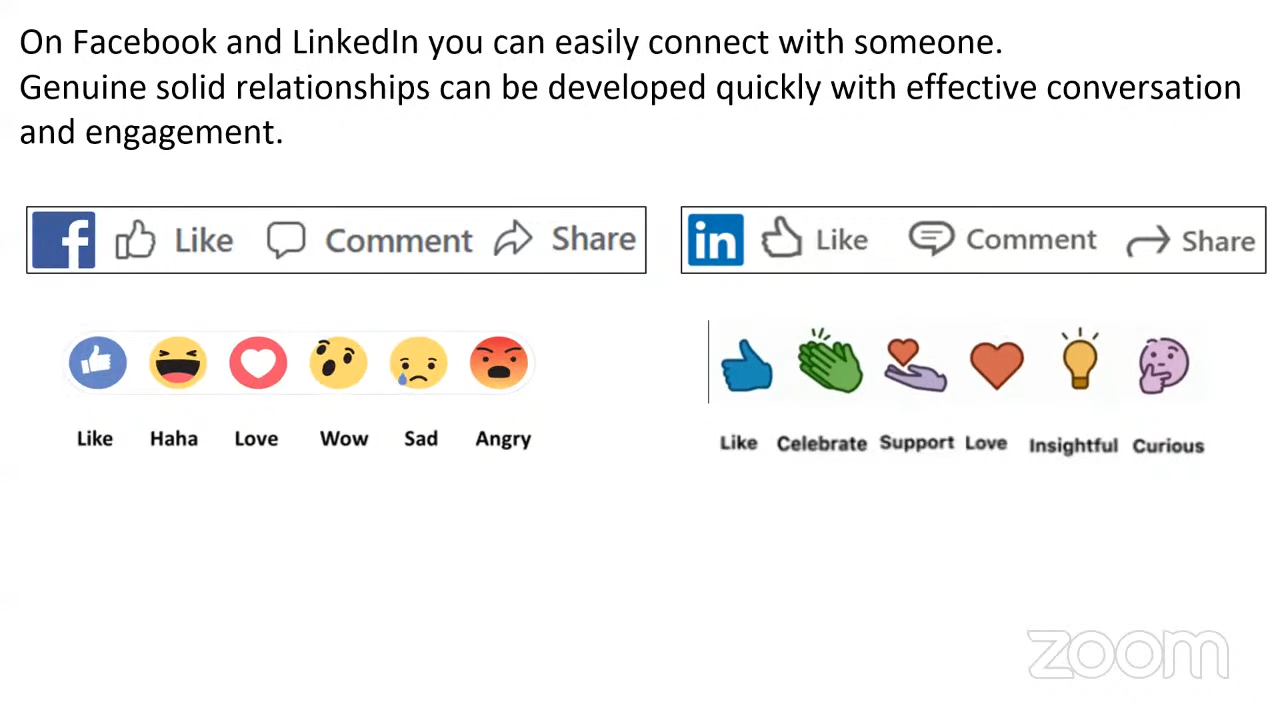 On Facebook and LinkedIn you can easily connect with someone.
Genuine solid relationships can be developed quickly with effective conversation
and engagement.
f Like Comment Share
in Like Comment Share
Like Haha Love Wow Sad Angry
Like Celebrate Support Love Insightful Curious
zoom